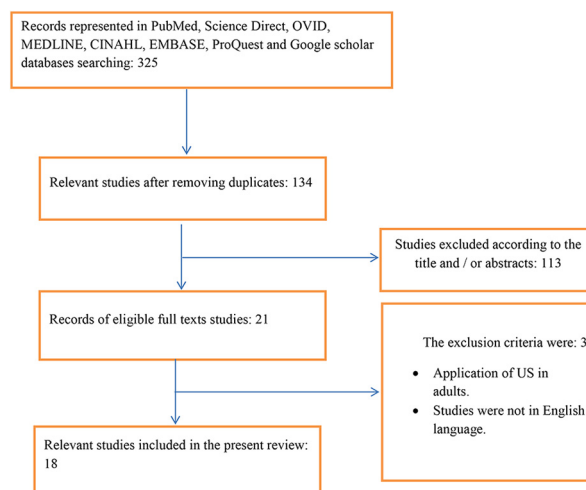 Records represented in PubMed, Science Direct, OVID,
MEDLINE, CINAHL, EMBASE, ProQuest and Google scholar
databases searching: 325
Relevant studies after removing duplicates: 134
Studies excluded according to the
title and / or abstracts: 113
Records of eligible full texts studies: 21
The exclusion criteria were: 3
• Application of US in
adults.
• Studies were not in English
language.
Relevant studies included in the present review:
18